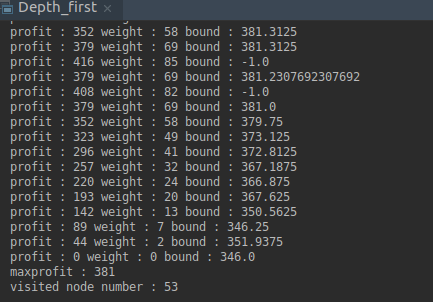 Depth_first
profit : 352 weight : 58 bound : 381.3125
profit : 379 weight : 69 bound : 381.3125
profit : 416 weight : 85 bound : -1.0
profit : 379 weight : 69 bound : 381.2307692307692
profit : 408 weight : 82 bound : -1.0
profit : 379 weight : 69 bound : 381.0
profit : 352 weight : 58 bound : 379.75
profit : 323 weight : 49 bound : 373.125
profit : 296 weight : 41 bound : 372.8125
profit : 257 weight : 32 bound : 367.1875
profit : 220 weight : 24 bound : 366.875
profit : 193 weight : 20 bound : 367.625
profit : 142 weight : 13 bound : 350.5625
profit : 89 weight : 7 bound : 346.25
profit : 44 weight : 2 bound : 351.9375
profit : 0 weight : 0 bound : 346.0
maxprofit : 381
visited node number : 53